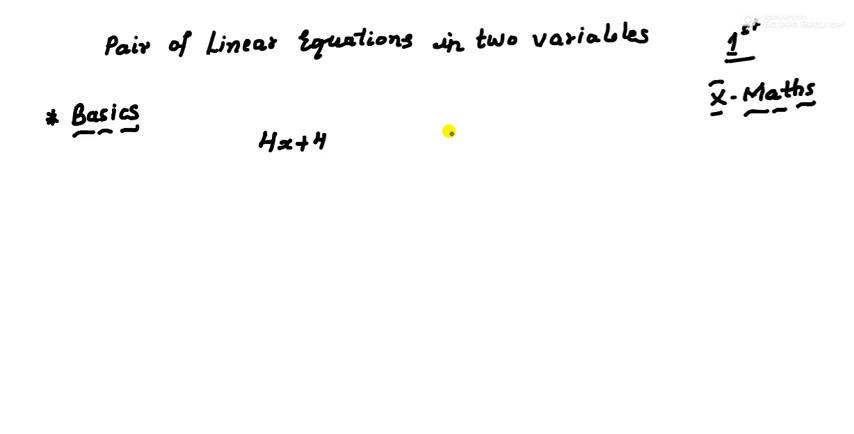 Pair of Linear Equations in two variables
1st
X - Maths
* Basics
4x+4